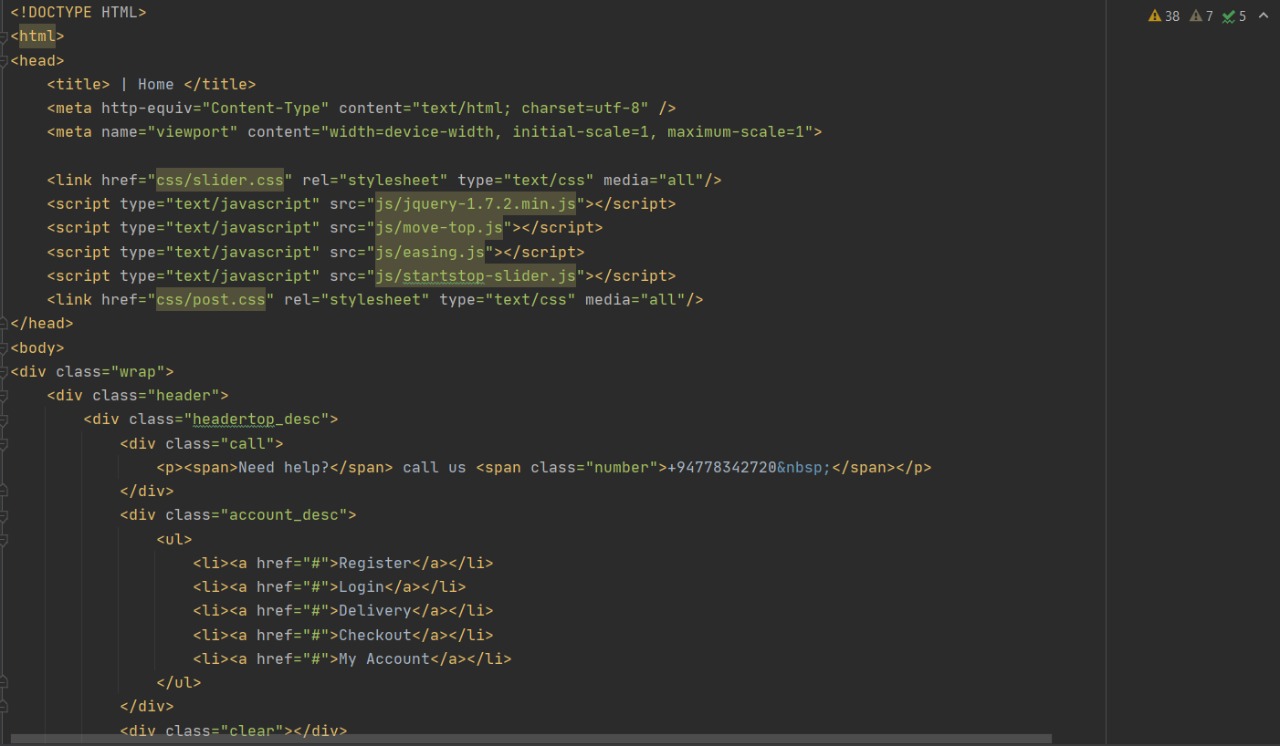 <!DOCTYPE HTML>
38 7 5
<html>
<head>
<title> | Home </title>
<meta http-equiv="Content-Type" content="text/html; charset=utf-8" />
<meta name="viewport" content="width=device-width, initial-scale=1, maximum-scale=1">
<link href="css/slider.css" rel="stylesheet" type="text/css" media="all"/>
<script type="text/javascript" src="js/jquery-1.7.2.min.js"></script>
<script type="text/javascript" src="js/move-top.js"></script>
<script type="text/javascript" src="js/easing.js"></script>
<script type="text/javascript" src="js/startstop-slider.js"></script>
<link href="css/post.css" rel="stylesheet" type="text/css" media="all"/>
</head>
<body>
<div class="wrap">
<div class="header">
<div class="headertop_desc">
<div class="call">
<p><span>Need help?</span> call us <span class="number">+94778342720&nbsp;</span></p>
</div>
<div class="account_desc">
<ul>
<li><a href="#">Register</a></li>
<li><a href="#">Login</a></li>
<li><a href="#">Delivery</a></li>
<li><a href="#">Checkout</a></li>
<li><a href="#">My Account</a></li>
</ul>
</div>
<div class="clear"></div>